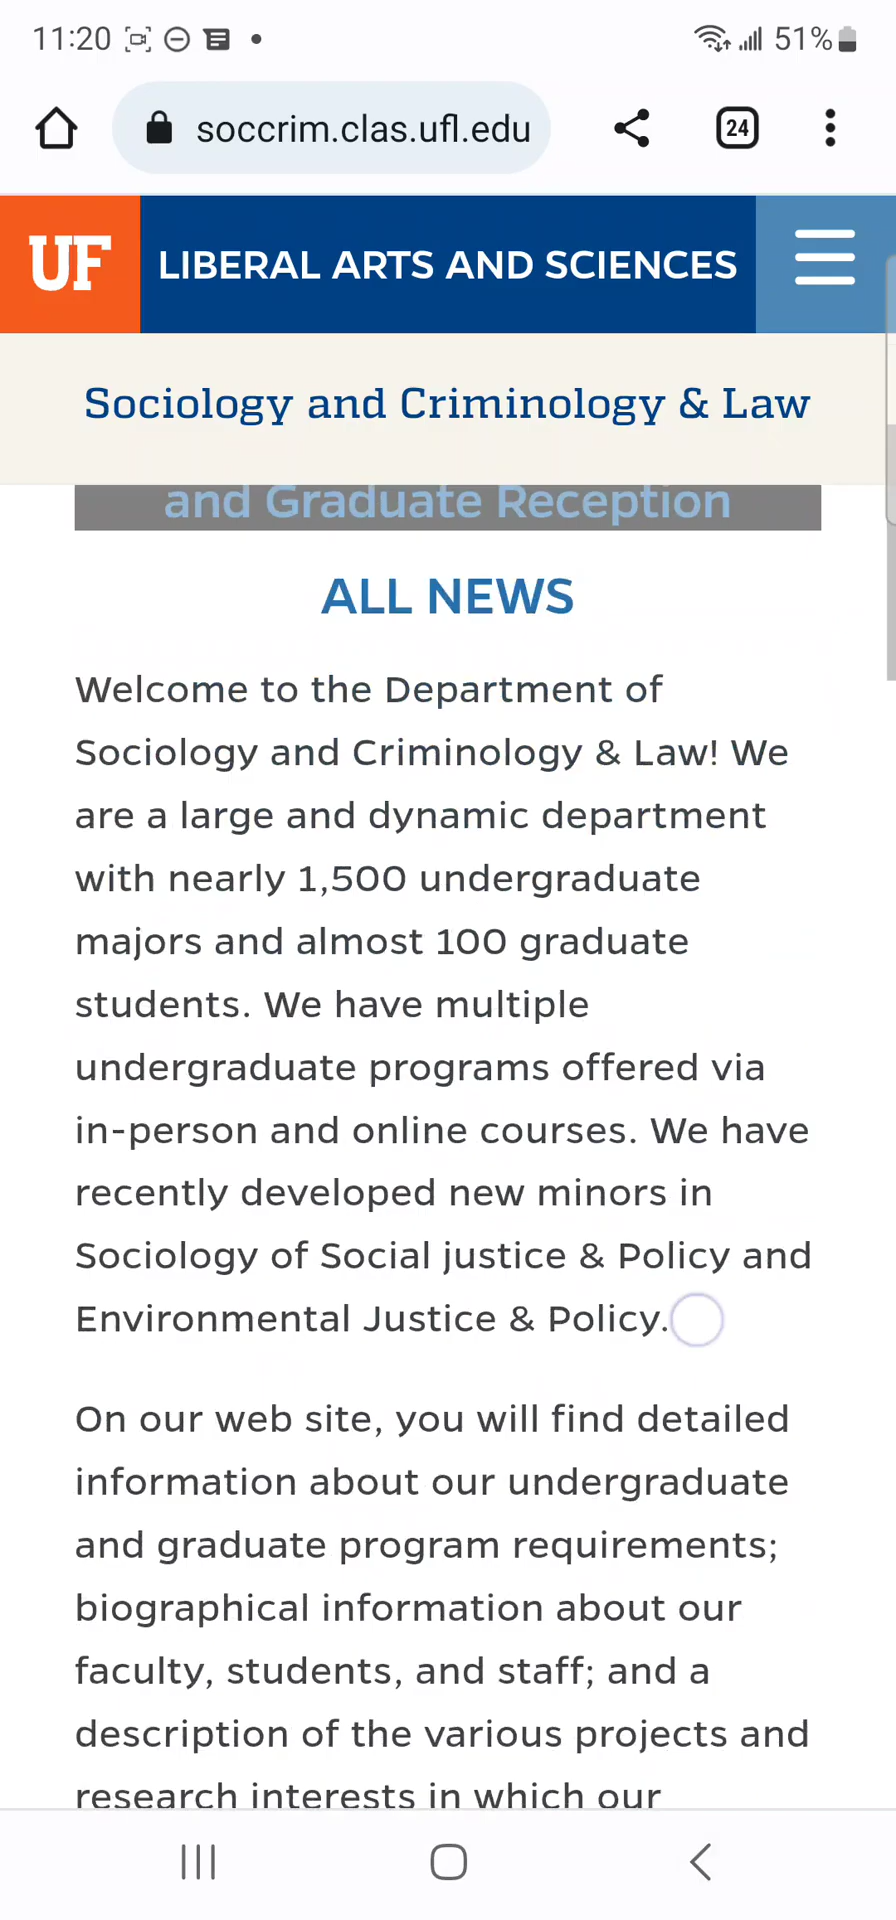 11:20
51%
soccrim.clas.ufl.edu
24
UF
LIBERAL ARTS AND SCIENCES
Sociology and Criminology & Law
and Graduate Reception
ALL NEWS
Welcome to the Department of
Sociology and Criminology & Law! We
are a large and dynamic department
with nearly 1,500 undergraduate
majors and almost 100 graduate
students. We have multiple
undergraduate programs offered via
in-person and online courses. We have
recently developed new minors in
Sociology of Social justice & Policy and
Environmental Justice & Policy.
On our web site, you will find detailed
information about our undergraduate
and graduate program requirements;
biographical information about our
faculty, students, and staff; and a
description of the various projects and
research interests in which our